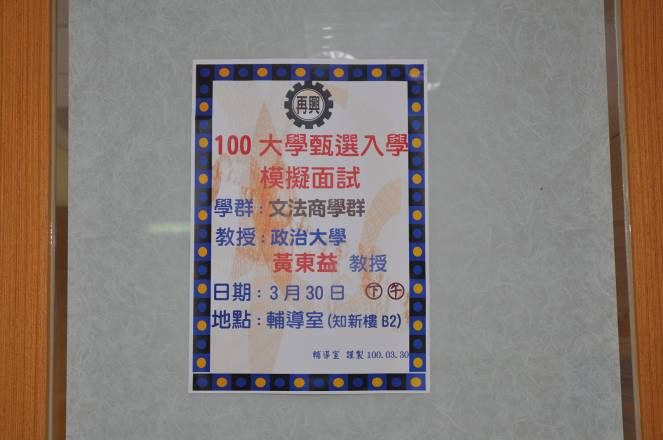 再興
100 大學甄選入學
模擬面試
學群：文法商學群
教授：政治大學
黃東益 教授
日期：3 月 30 日 下午
地點：輔導室(知新樓 B2)
輔導室 謹製 100.03.30